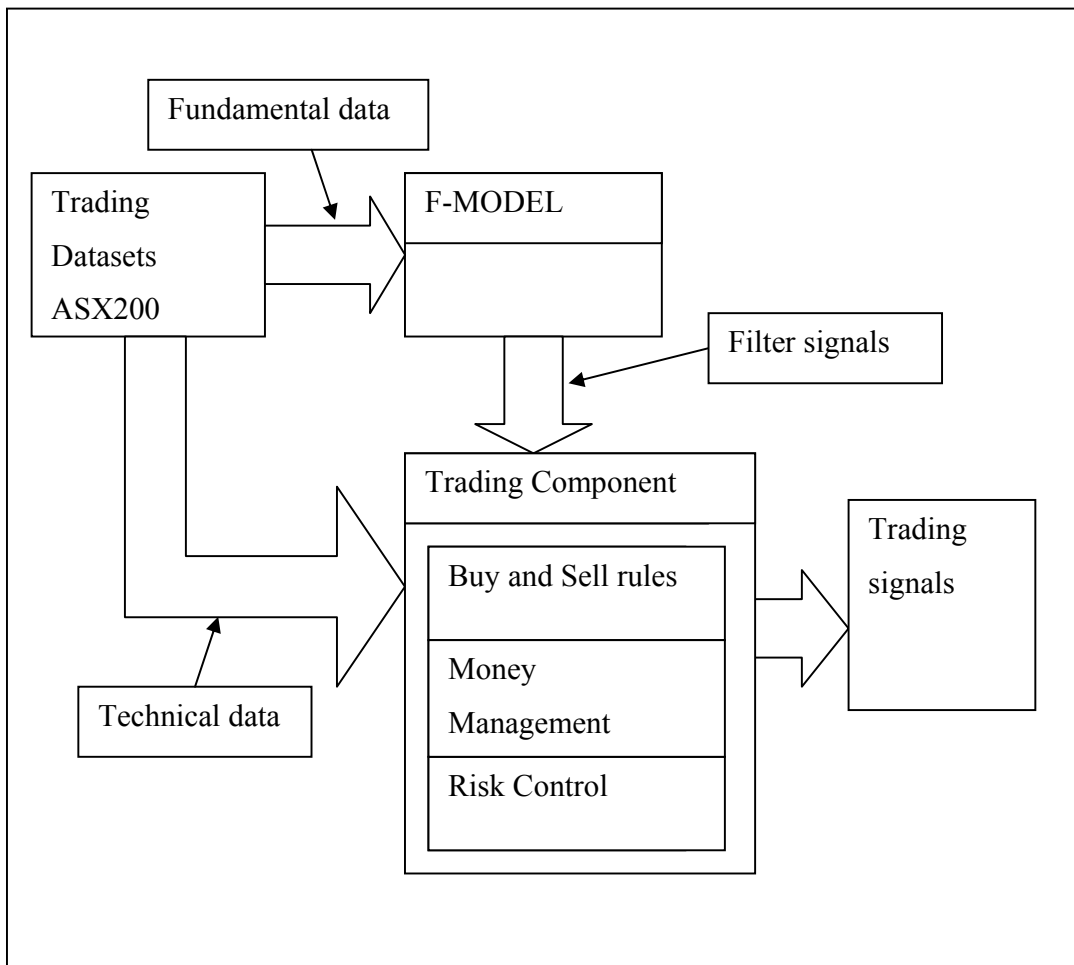 Fundamental data
Trading
Datasets
ASX200
F-MODEL
Filter signals
Trading Component
Buy and Sell rules
Money
Management
Risk Control
Trading
signals
Technical data